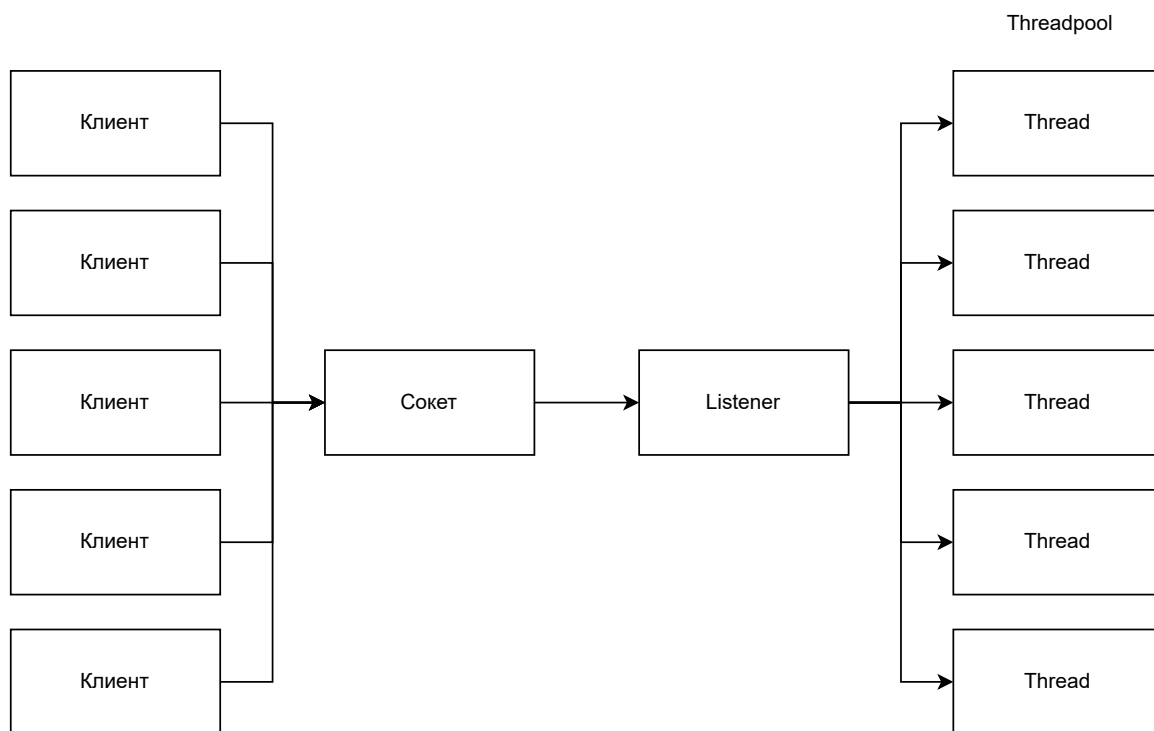 Threadpool
Клиент
Thread
Клиент
Thread
Клиент
Сокет
Listener
Thread
Клиент
Thread
Клиент
Thread